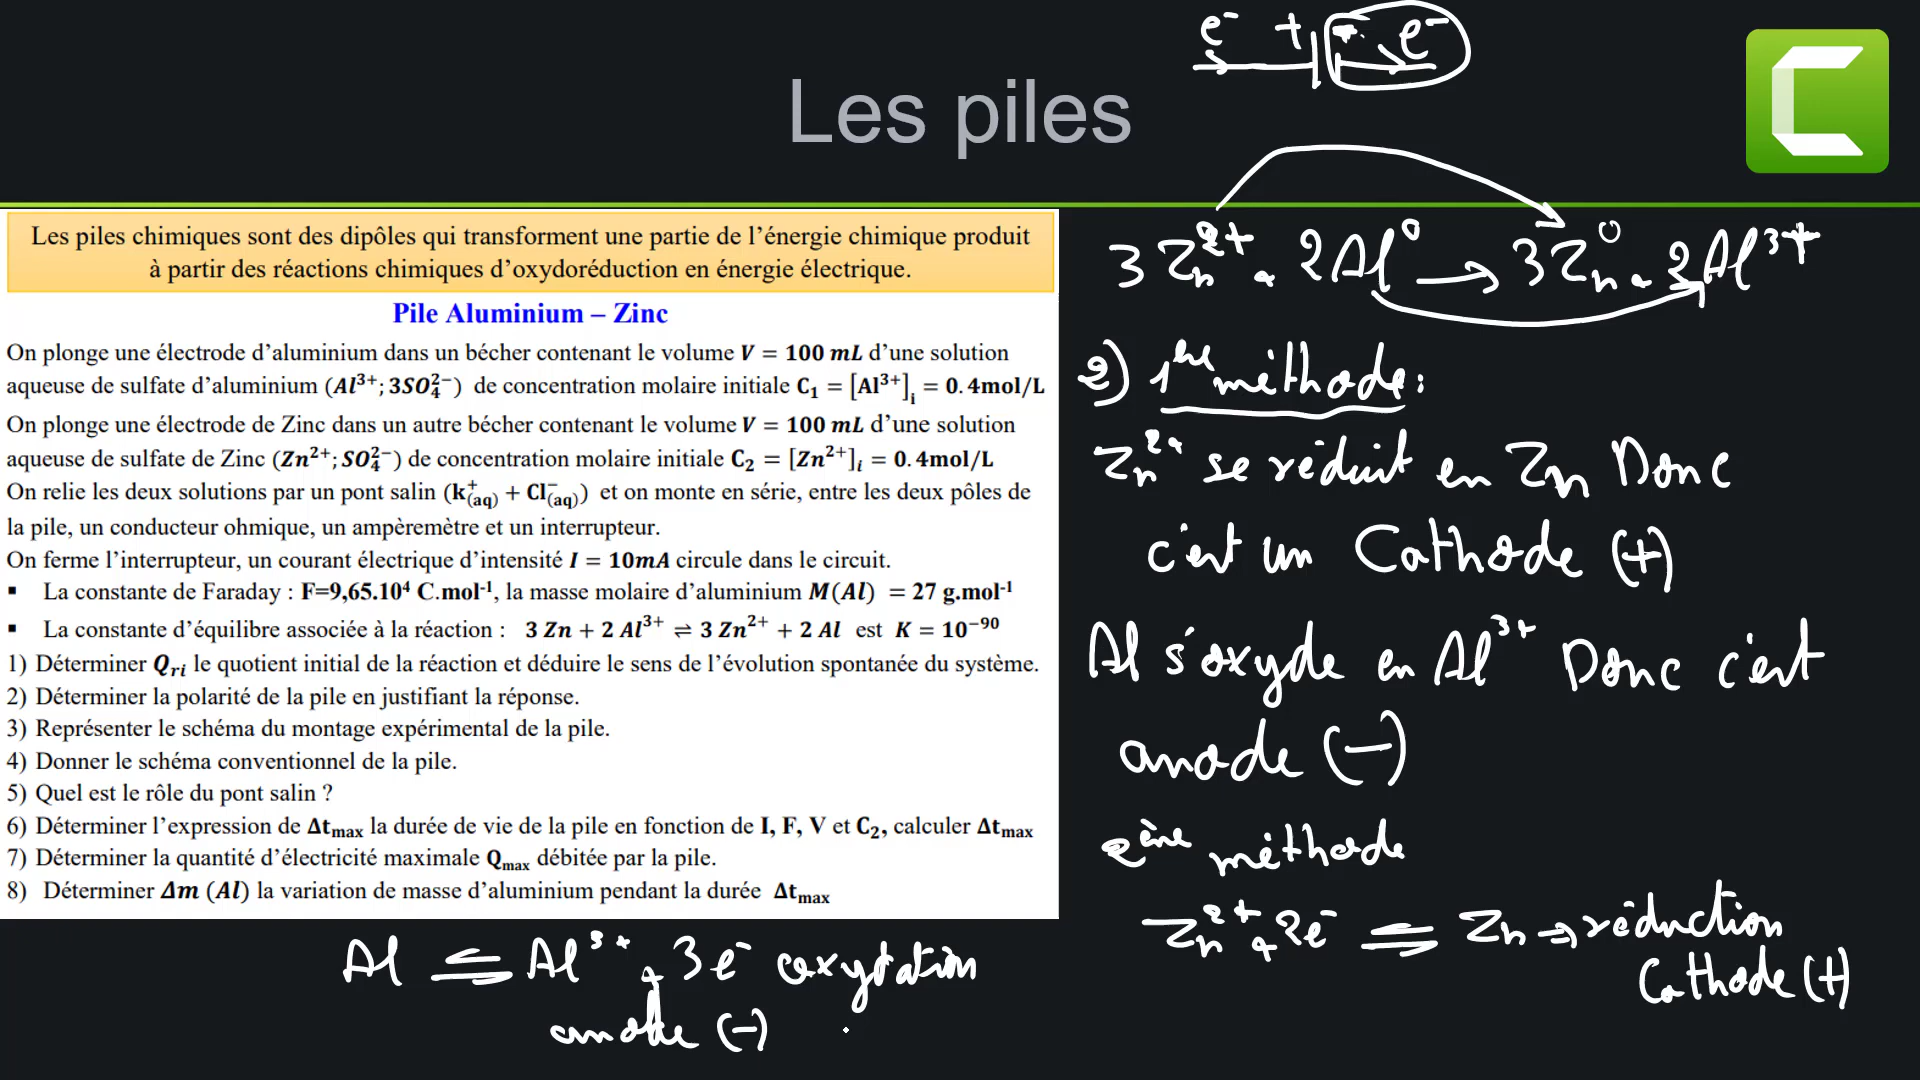 e⁻ + | - e⁻
Les piles
Les piles chimiques sont des dipôles qui transforment une partie de l’énergie chimique produit
à partir des réactions chimiques d’oxydoréduction en énergie électrique.
Pile Aluminium – Zinc
On plonge une électrode d’aluminium dans un bécher contenant le volume V = 100 mL d’une solution
aqueuse de sulfate d’aluminium (Al³⁺; 3SO₄²⁻) de concentration molaire initiale C₁ = [Al³⁺]ᵢ = 0.4mol/L
On plonge une électrode de Zinc dans un autre bécher contenant le volume V = 100 mL d’une solution
aqueuse de sulfate de Zinc (Zn²⁺; SO₄²⁻) de concentration molaire initiale C₂ = [Zn²⁺]ᵢ = 0.4mol/L
On relie les deux solutions par un pont salin (k⁺(aq) + Cl⁻(aq)) et on monte en série, entre les deux pôles de
la pile, un conducteur ohmique, un ampèremètre et un interrupteur.
On ferme l’interrupteur, un courant électrique d’intensité I = 10mA circule dans le circuit.
▪ La constante de Faraday : F=9,65.10⁴ C.mol⁻¹, la masse molaire d’aluminium M(Al) = 27 g.mol⁻¹
▪ La constante d’équilibre associée à la réaction : 3 Zn + 2 Al³⁺ ⇌ 3 Zn²⁺ + 2 Al est K = 10⁻⁹⁰
1) Déterminer Qri le quotient initial de la réaction et déduire le sens de l’évolution spontanée du système.
2) Déterminer la polarité de la pile en justifiant la réponse.
3) Représenter le schéma du montage expérimental de la pile.
4) Donner le schéma conventionnel de la pile.
5) Quel est le rôle du pont salin ?
6) Déterminer l’expression de Δtmax la durée de vie de la pile en fonction de I, F, V et C₂, calculer Δtmax
7) Déterminer la quantité d’électricité maximale Qmax débitée par la pile.
8) Déterminer Δm (Al) la variation de masse d’aluminium pendant la durée Δtmax
3 Zn²⁺ + 2Al⁰ → 3 Zn⁰ + 2Al³⁺
2) 1ère méthode :
Zn²⁺ se réduit en Zn Donc
c'est un Cathode (+)
Al s'oxyde en Al³⁺ Donc c'est
anode (-)
2ème méthode
Zn²⁺ + 2e⁻ ⇌ Zn → réduction
Cathode (+)
Al ⇌ Al³⁺ + 3e⁻ oxydation
anode (-)